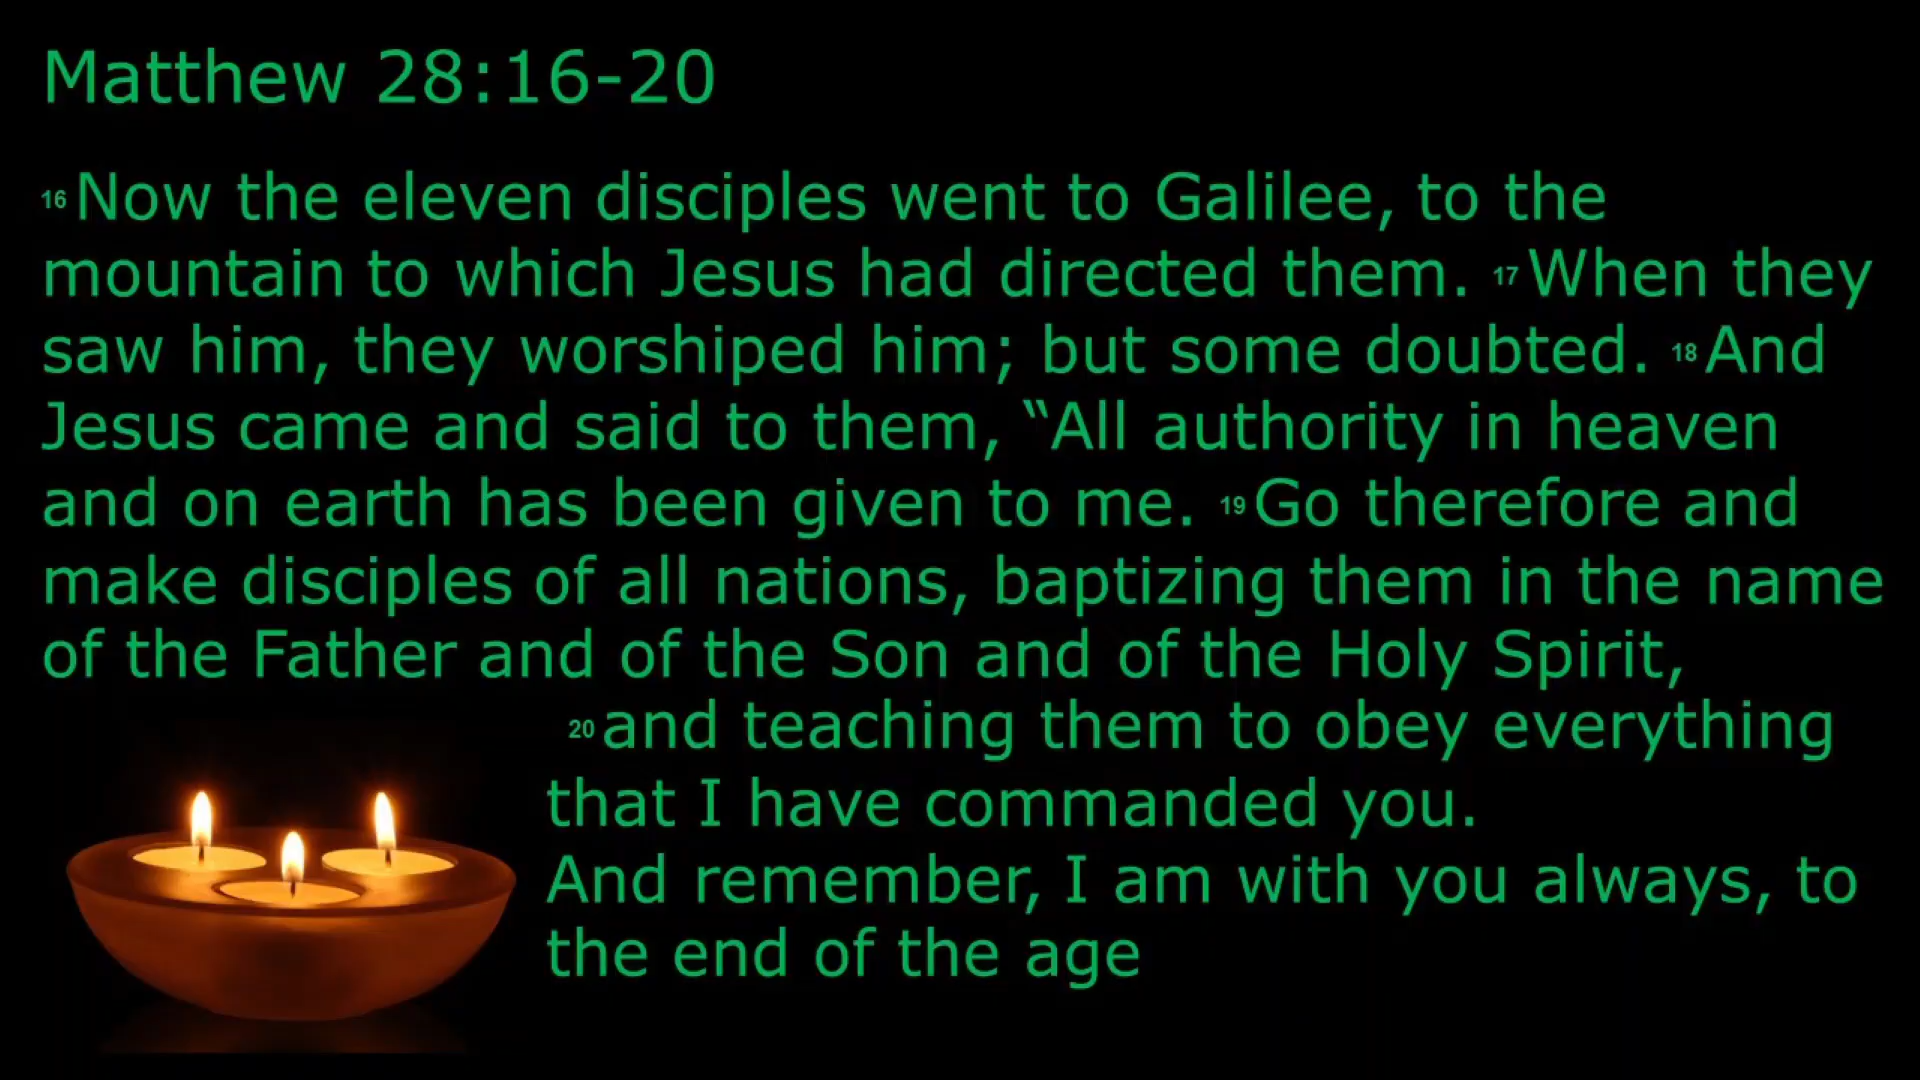 Matthew 28:16-20
16 Now the eleven disciples went to Galilee, to the
mountain to which Jesus had directed them. 17 When they
saw him, they worshiped him; but some doubted. 18 And
Jesus came and said to them, “All authority in heaven
and on earth has been given to me. 19 Go therefore and
make disciples of all nations, baptizing them in the name
of the Father and of the Son and of the Holy Spirit,
20 and teaching them to obey everything
that I have commanded you.
And remember, I am with you always, to
the end of the age